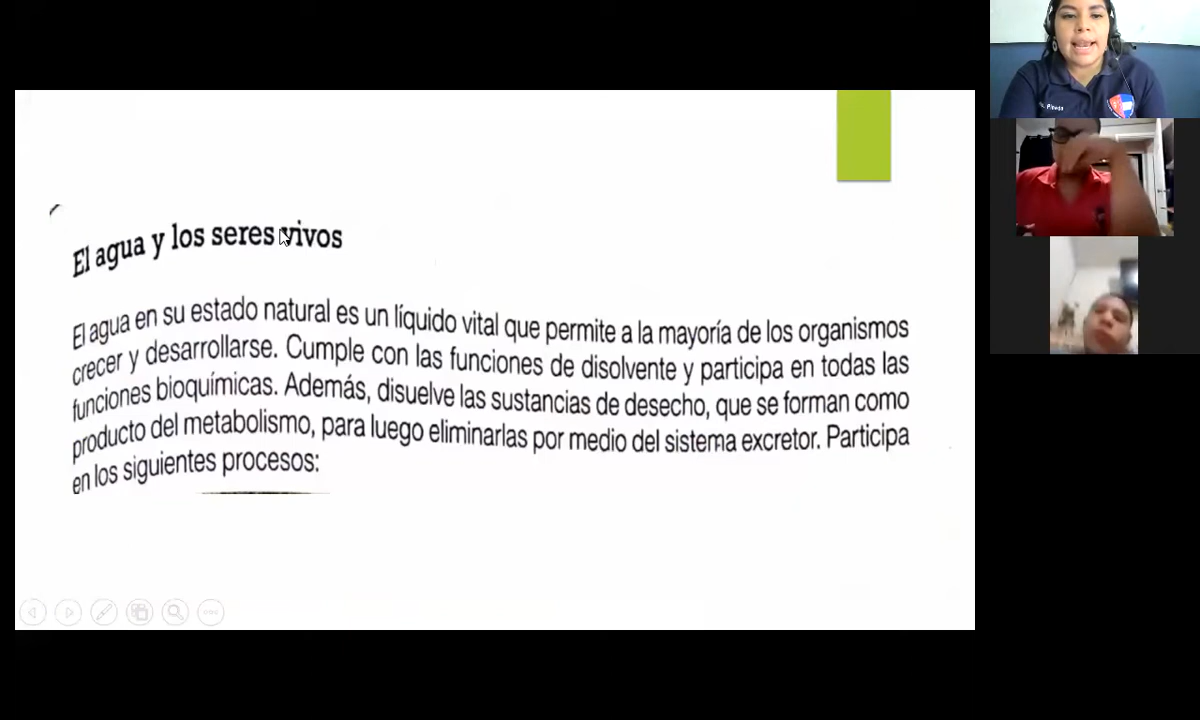 El agua y los seres vivos
El agua en su estado natural es un líquido vital que permite a la mayoría de los organismos
crecer y desarrollarse. Cumple con las funciones de disolvente y participa en todas las
funciones bioquímicas. Además, disuelve las sustancias de desecho, que se forman como
producto del metabolismo, para luego eliminarlas por medio del sistema excretor. Participa
en los siguientes procesos:
Pineda